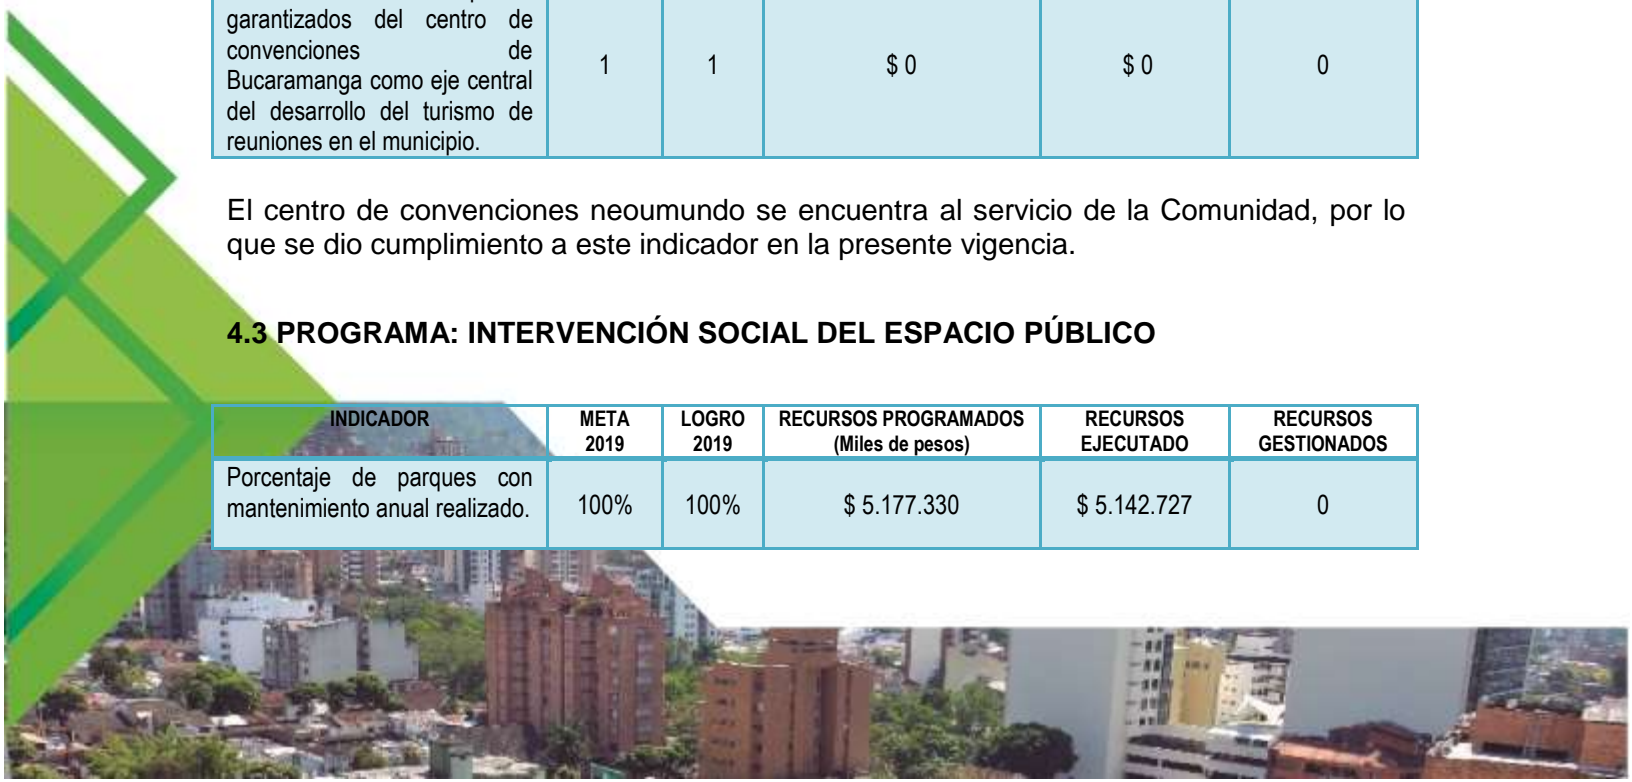 garantizados del centro de
convenciones de
Bucaramanga como eje central
del desarrollo del turismo de
reuniones en el municipio.
1 1 $ 0 $ 0 0
El centro de convenciones neoumundo se encuentra al servicio de la Comunidad, por lo
que se dio cumplimiento a este indicador en la presente vigencia.
4.3 PROGRAMA: INTERVENCIÓN SOCIAL DEL ESPACIO PÚBLICO
INDICADOR META LOGRO RECURSOS PROGRAMADOS RECURSOS RECURSOS
2019 2019 (Miles de pesos) EJECUTADO GESTIONADOS
Porcentaje de parques con
mantenimiento anual realizado. 100% 100% $ 5.177.330 $ 5.142.727 0